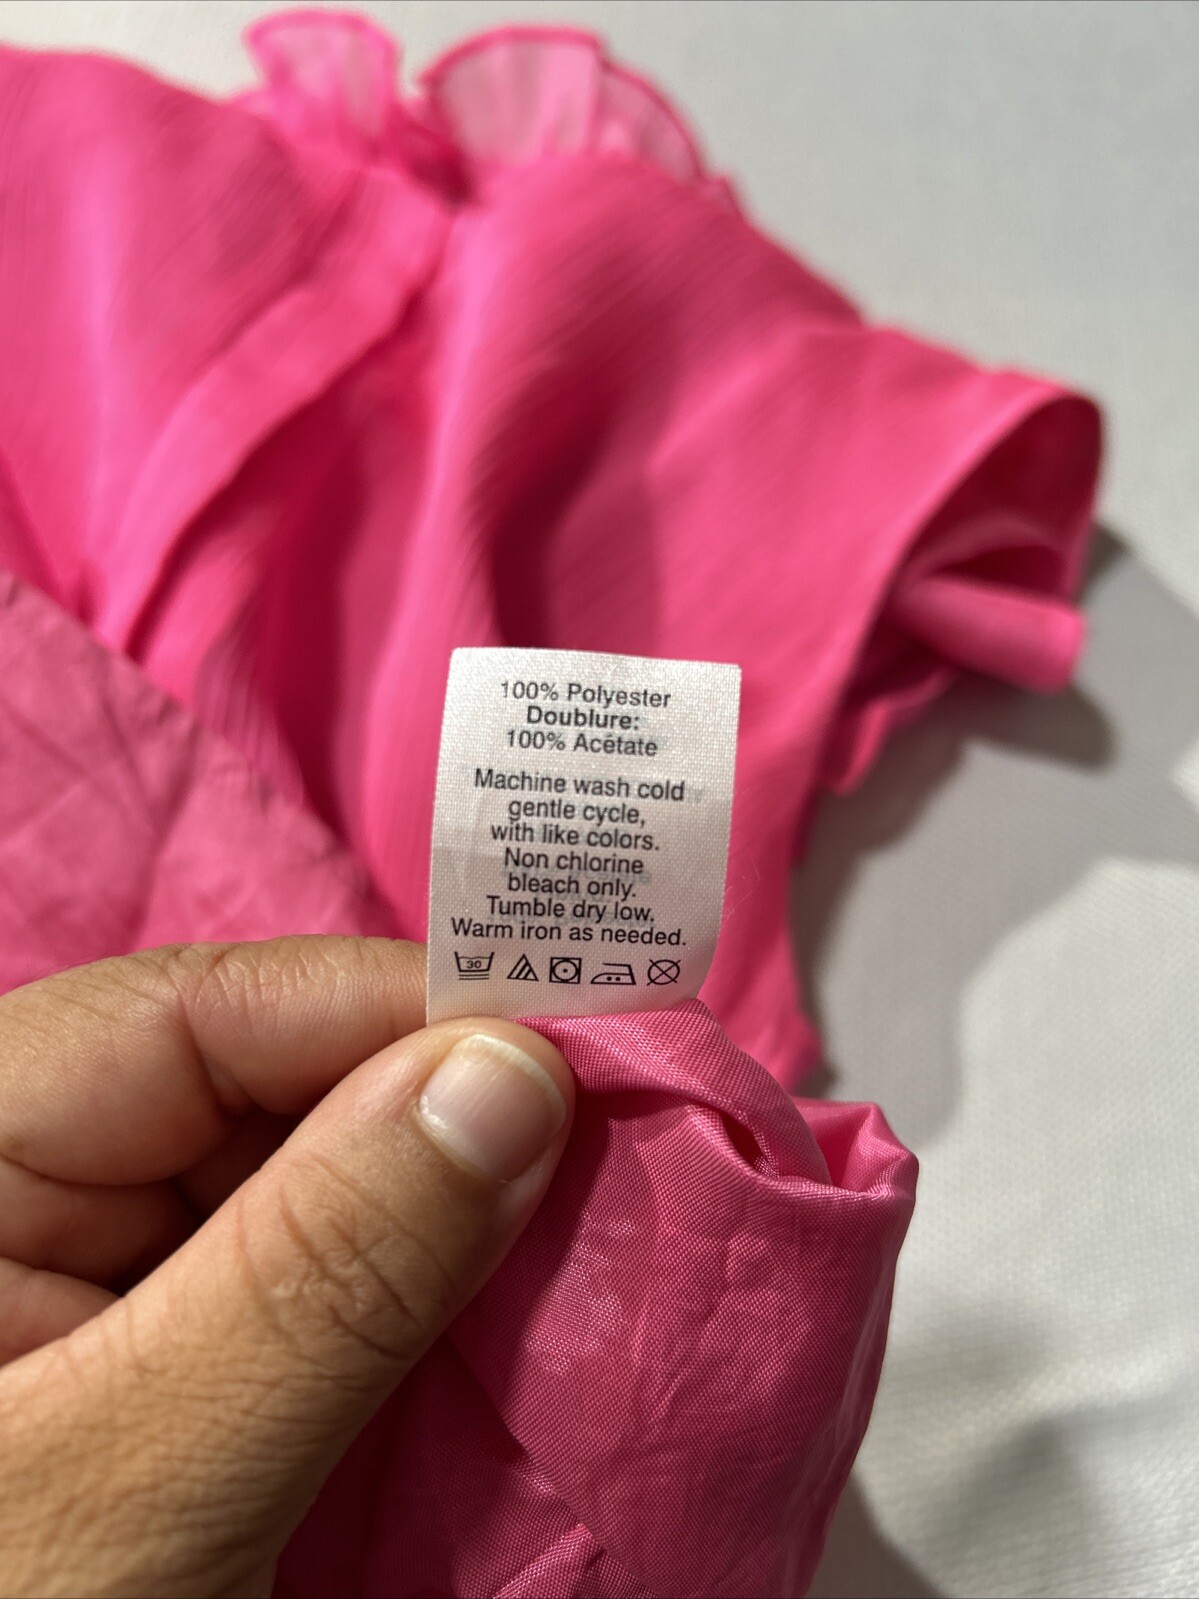 100% Polyester
Doublure:
100% Acétate
Machine wash cold
gentle cycle,
with like colors.
Non chlorine
bleach only.
Tumble dry low.
Warm iron as needed.
30